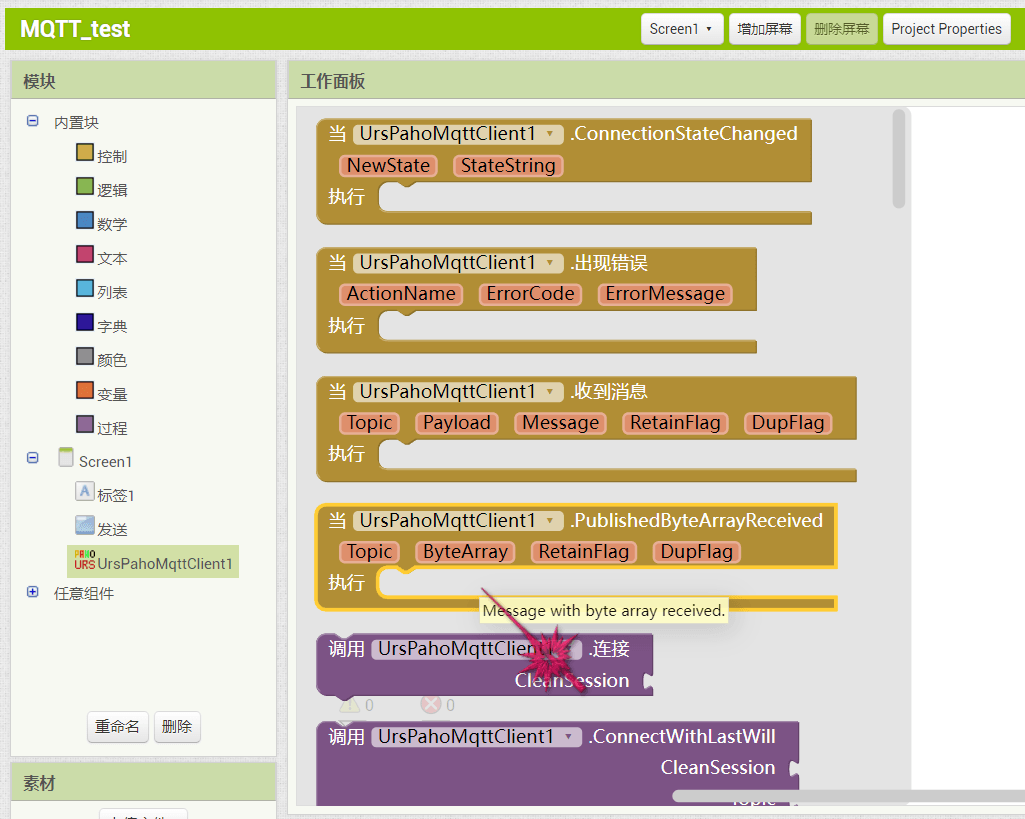 MQTT_test
Screen1
增加屏幕
删除屏幕
Project Properties
模块
内置块
控制
逻辑
数学
文本
列表
字典
颜色
变量
过程
Screen1
标签1
发送
UrsPahoMqttClient1
任意组件
重命名
删除
素材
工作面板
当 UrsPahoMqttClient1 .ConnectionStateChanged
NewState StateString
执行
当 UrsPahoMqttClient1 .出现错误
ActionName ErrorCode ErrorMessage
执行
当 UrsPahoMqttClient1 .收到消息
Topic Payload Message RetainFlag DupFlag
执行
当 UrsPahoMqttClient1 .PublishedByteArrayReceived
Topic ByteArray RetainFlag DupFlag
执行
Message with byte array received.
调用 UrsPahoMqttClient1 .连接
CleanSession
0 0
调用 UrsPahoMqttClient1 .ConnectWithLastWill
CleanSession